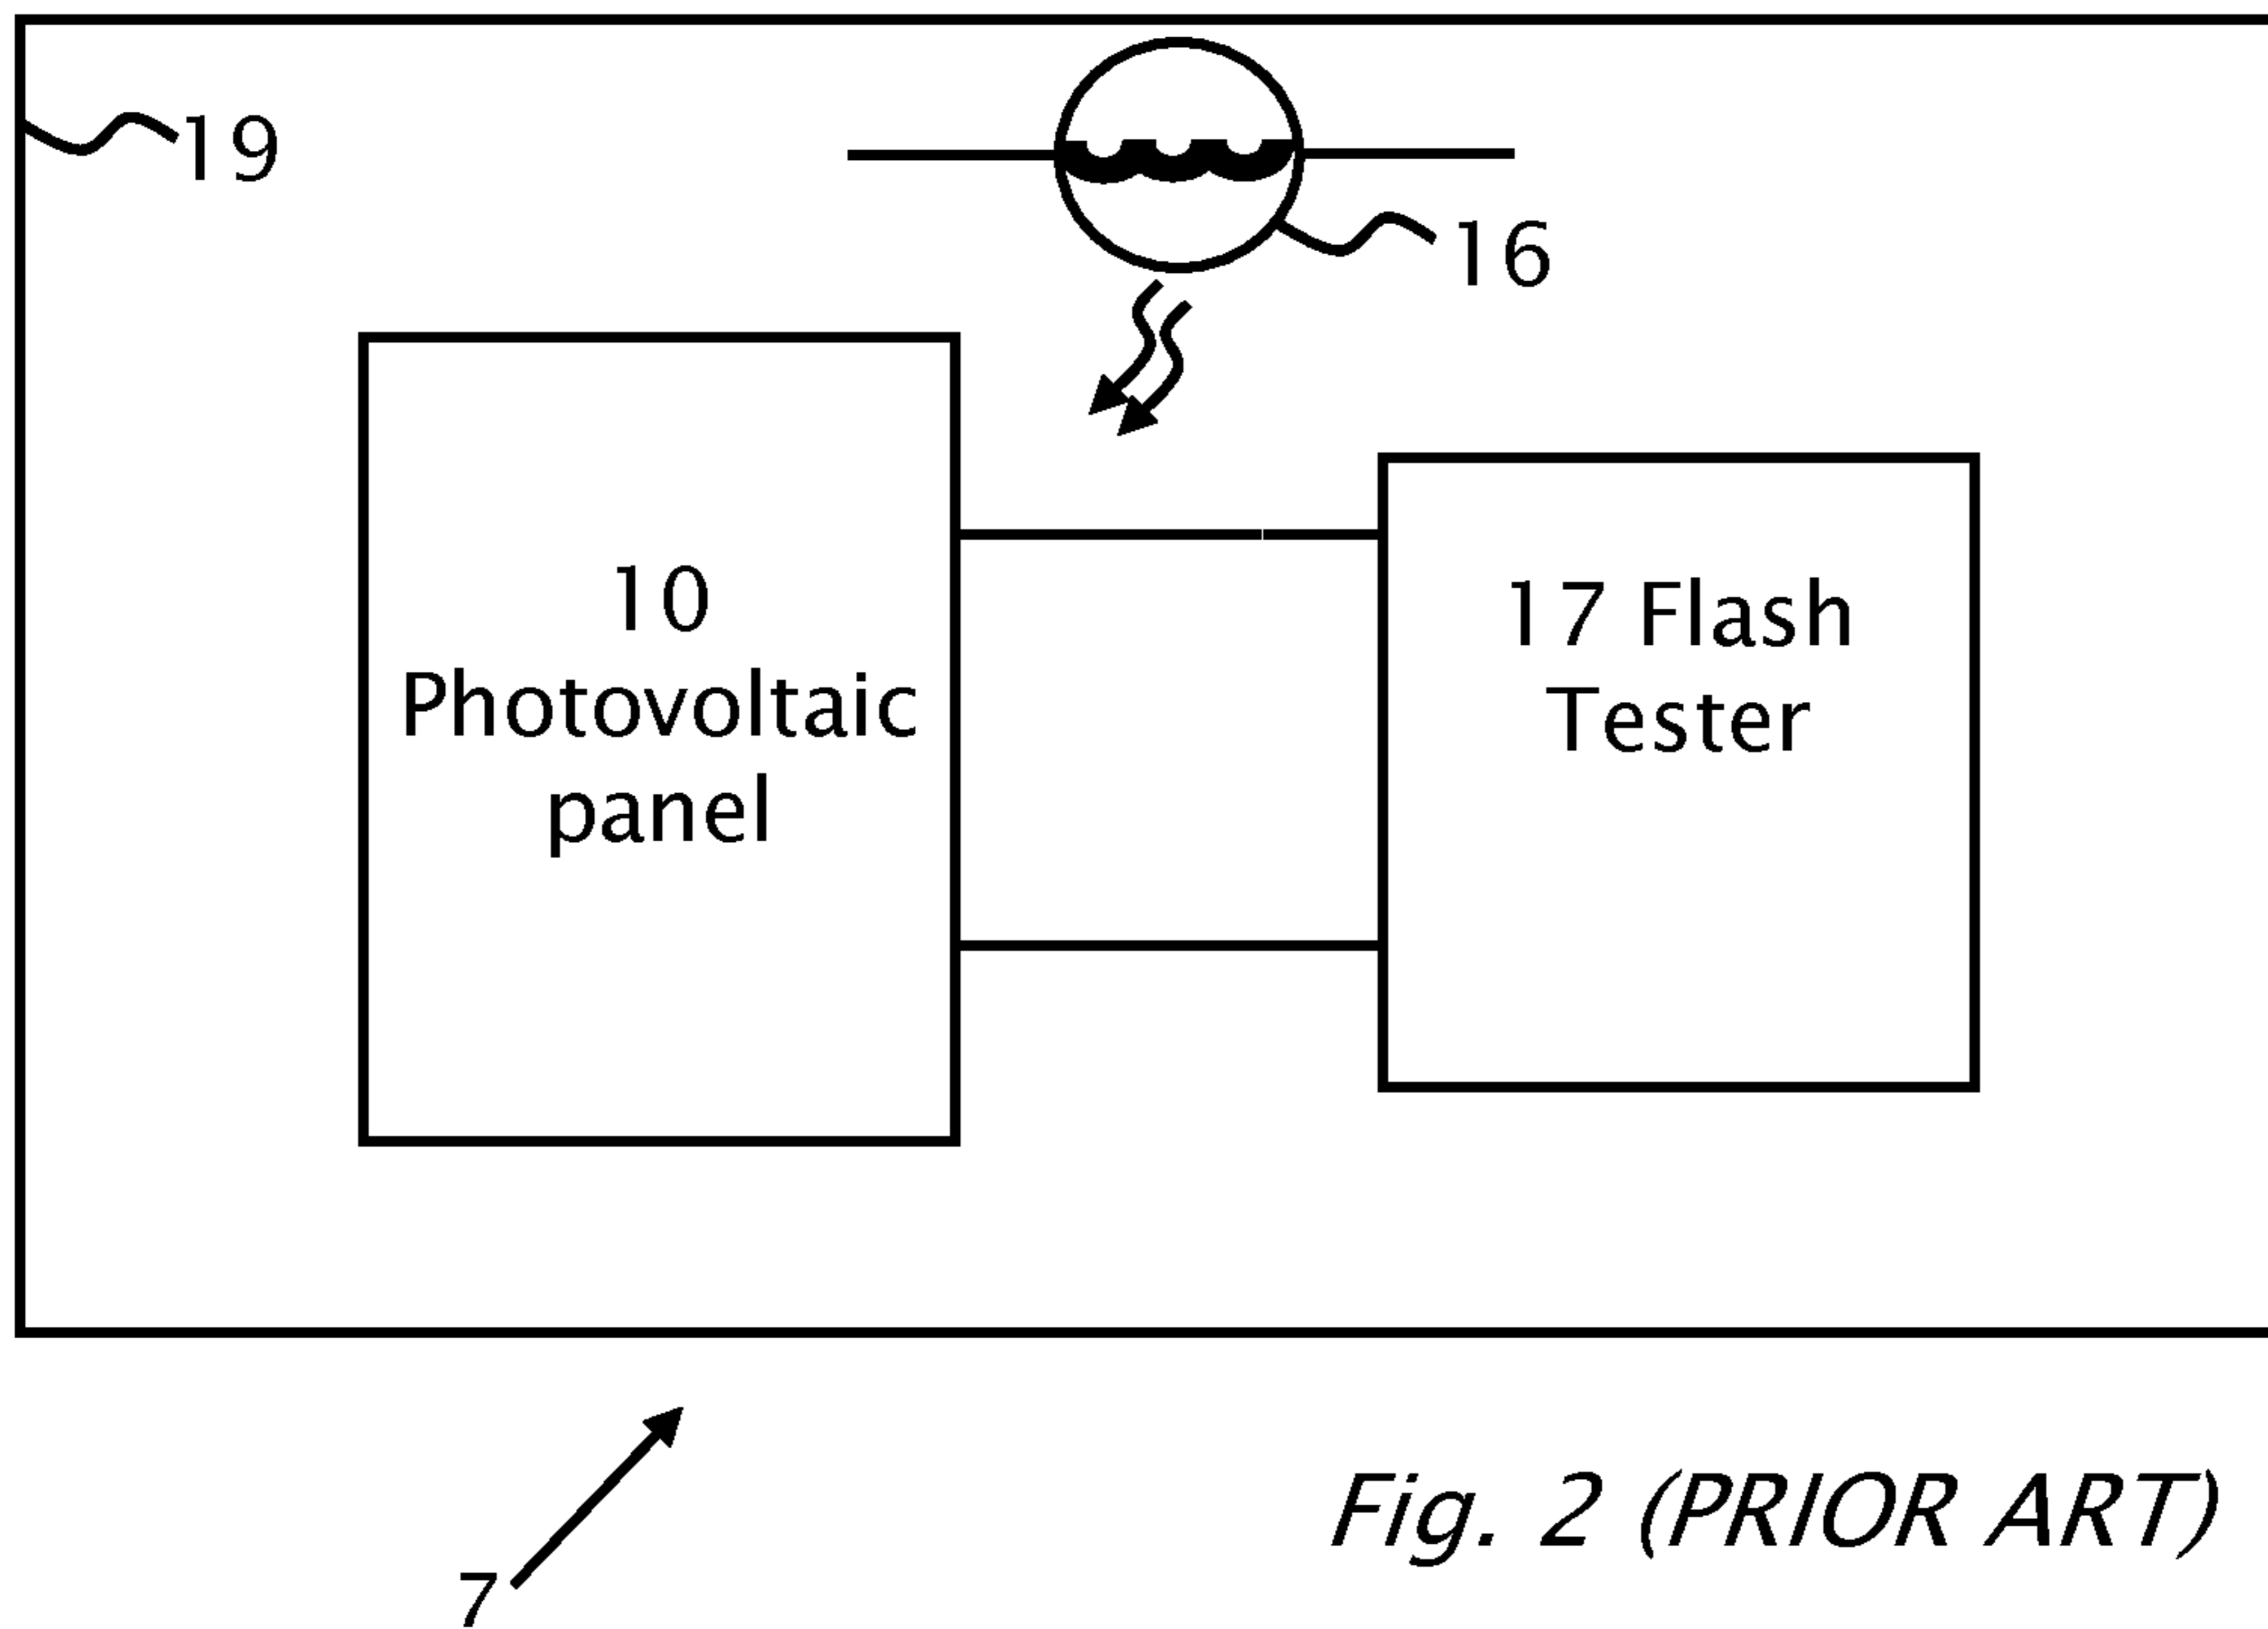 19
16
10
Photovoltaic
panel
17 Flash
Tester
7
Fig. 2 (PRIOR ART)